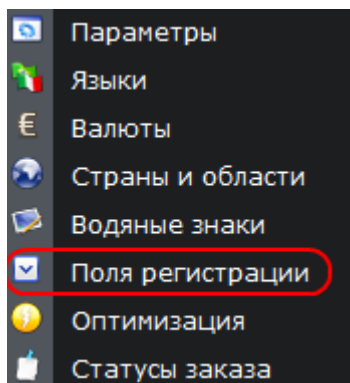 Параметры
Языки
€ Валюты
Страны и области
Водяные знаки
Поля регистрации
Оптимизация
Статусы заказа